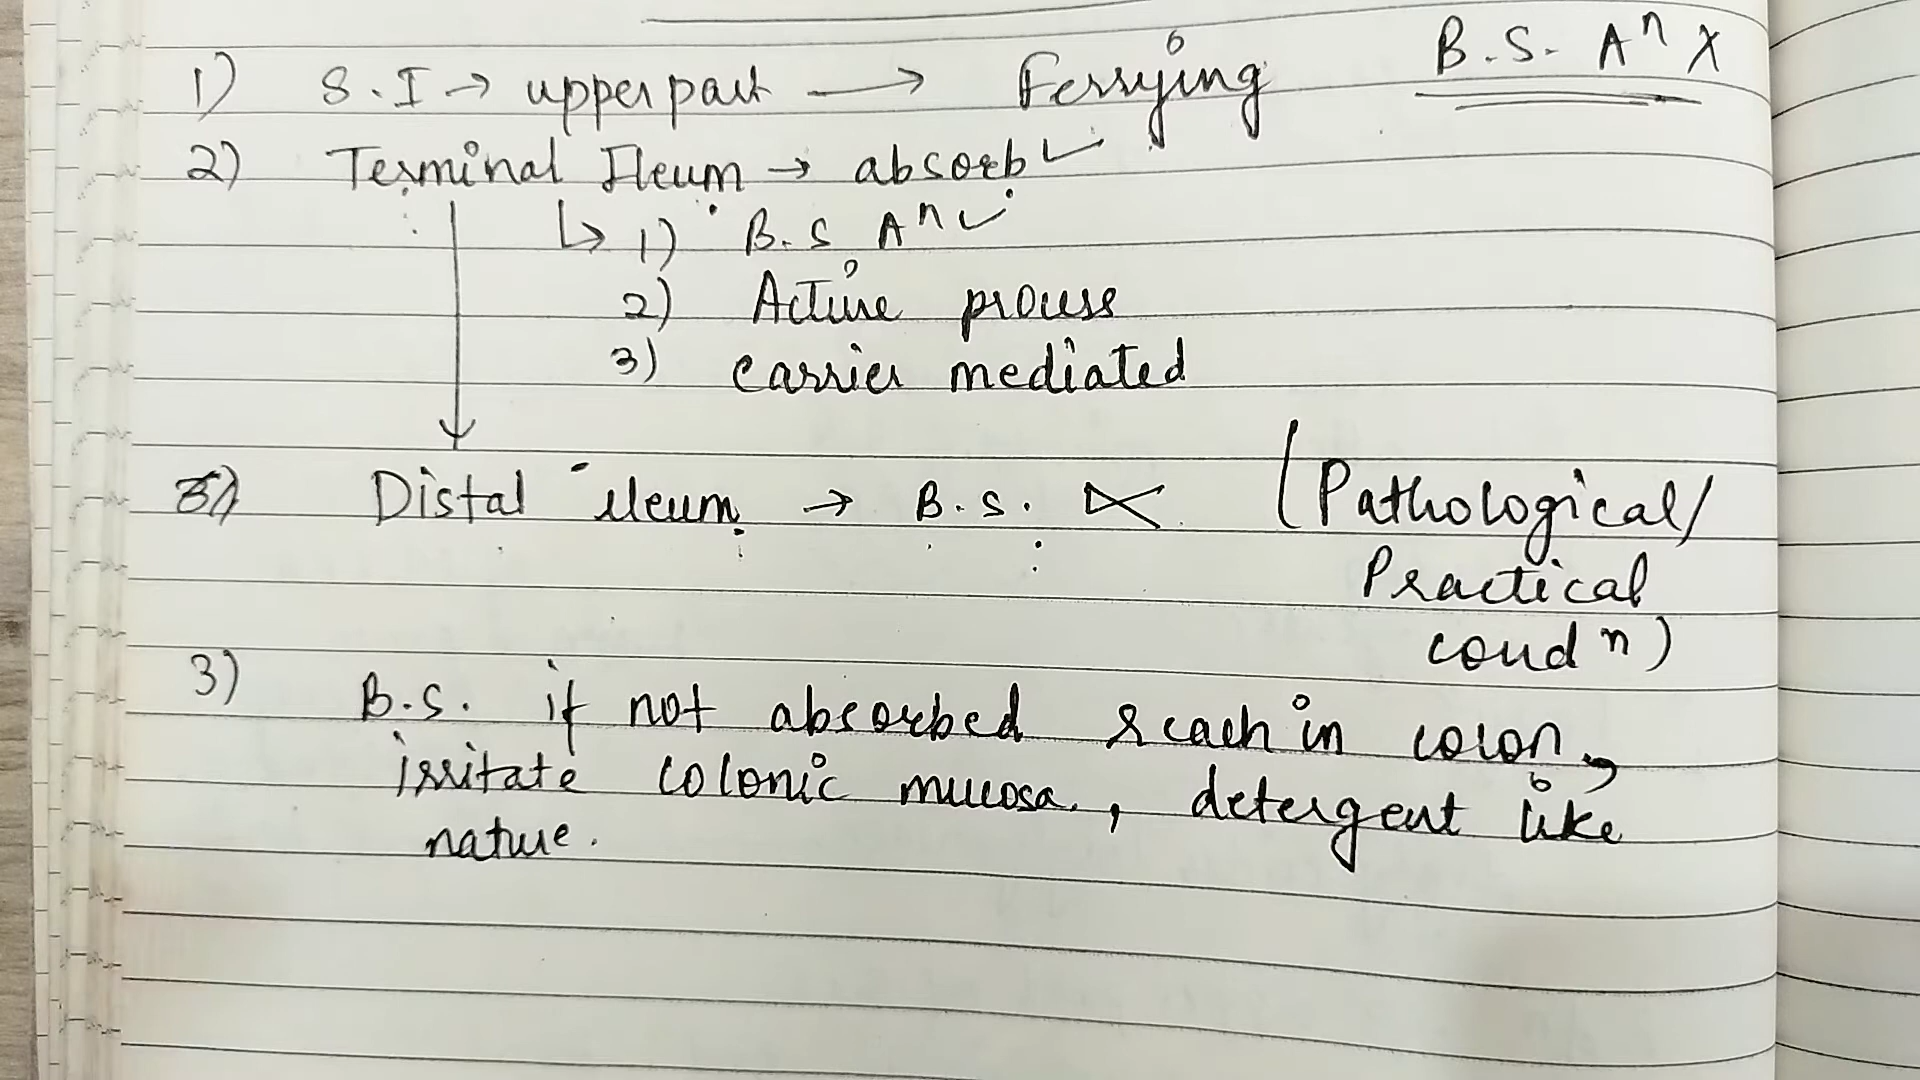 1) S.I → upper part → Ferrying B.S. Aⁿ X
2) Terminal Ileum → absorb ✓
↳ 1) B.S Aⁿ ✓
2) Active process
3) carrier mediated
Distal ileum → B.S. (Pathological/
Practical
condⁿ)
3) B.S. if not absorbed reach in colon,
irritate colonic mucosa, detergent like
nature.